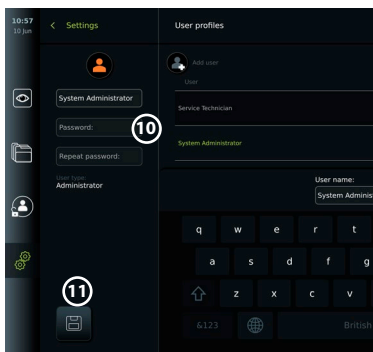 10:57
10 Jun
Settings
System Administrator
Password:
10
Repeat password:
User type:
Administrator
11
User profiles
Add user
User
Service Technician
System Administrator
User name:
System Adminis
q w e r t
a s d f g
z x c v
&123
British